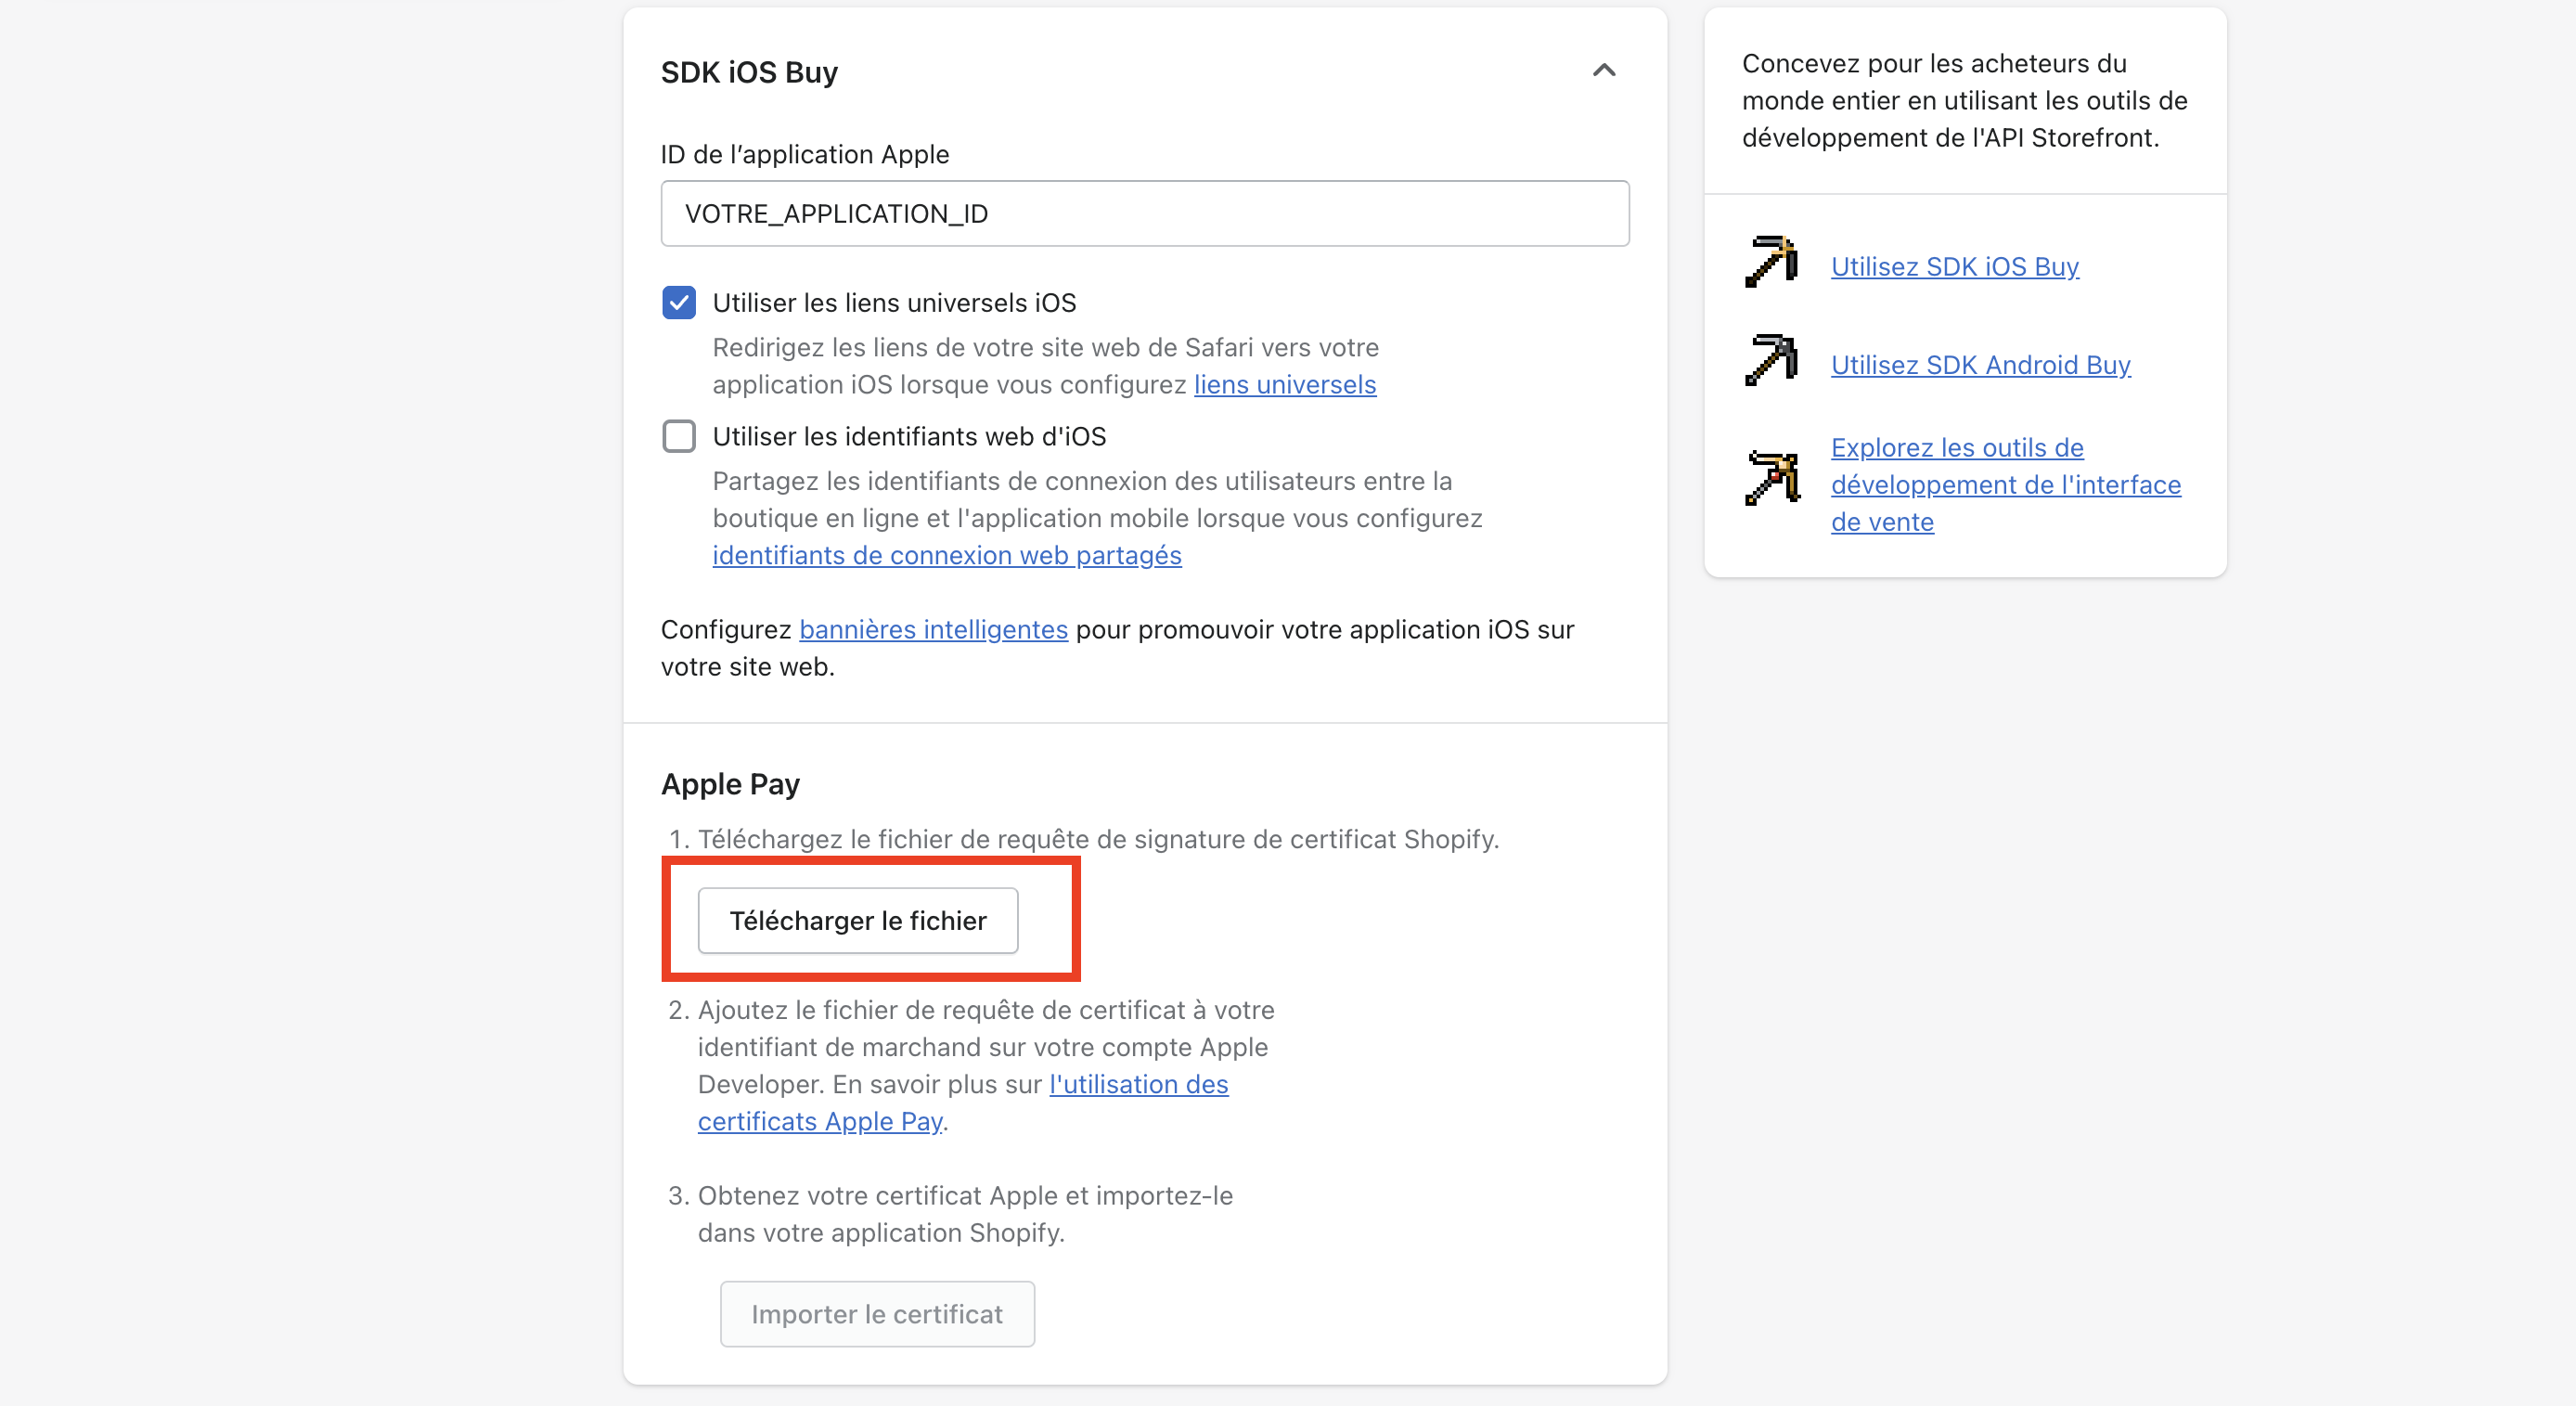 SDK iOS Buy
ID de l’application Apple
VOTRE_APPLICATION_ID
Utiliser les liens universels iOS
Redirigez les liens de votre site web de Safari vers votre
application iOS lorsque vous configurez liens universels
Utiliser les identifiants web d'iOS
Partagez les identifiants de connexion des utilisateurs entre la
boutique en ligne et l'application mobile lorsque vous configurez
identifiants de connexion web partagés
Configurez bannières intelligentes pour promouvoir votre application iOS sur
votre site web.
Apple Pay
1. Téléchargez le fichier de requête de signature de certificat Shopify.
Télécharger le fichier
2. Ajoutez le fichier de requête de certificat à votre
identifiant de marchand sur votre compte Apple
Developer. En savoir plus sur l'utilisation des
certificats Apple Pay.
3. Obtenez votre certificat Apple et importez-le
dans votre application Shopify.
Importer le certificat
Concevez pour les acheteurs du
monde entier en utilisant les outils de
développement de l'API Storefront.
Utilisez SDK iOS Buy
Utilisez SDK Android Buy
Explorez les outils de
développement de l'interface
de vente